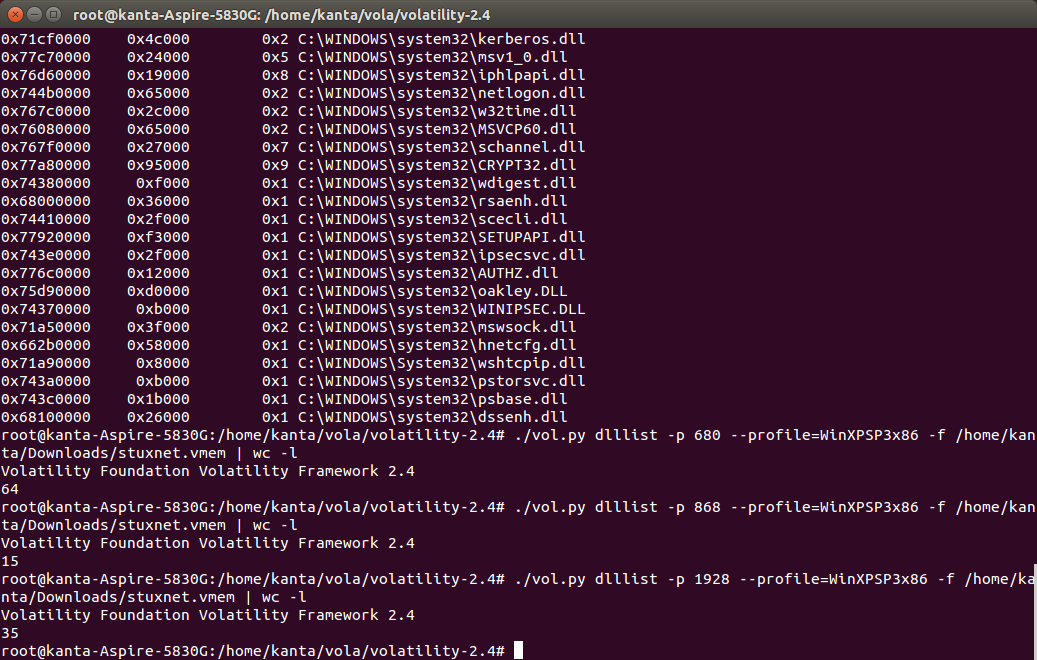 root@kanta-Aspire-5830G: /home/kanta/vola/volatility-2.4
0x71cf0000    0x4c000        0x2 C:\WINDOWS\system32\kerberos.dll
0x77c70000    0x24000        0x5 C:\WINDOWS\system32\msv1_0.dll
0x76d60000    0x19000        0x8 C:\WINDOWS\system32\iphlpapi.dll
0x744b0000    0x65000        0x2 C:\WINDOWS\system32\netlogon.dll
0x767c0000    0x2c000        0x2 C:\WINDOWS\system32\w32time.dll
0x76080000    0x65000        0x2 C:\WINDOWS\system32\MSVCP60.dll
0x767f0000    0x27000        0x7 C:\WINDOWS\system32\schannel.dll
0x77a80000    0x95000        0x9 C:\WINDOWS\system32\CRYPT32.dll
0x74380000     0xf000        0x1 C:\WINDOWS\system32\wdigest.dll
0x68000000    0x36000        0x1 C:\WINDOWS\system32\rsaenh.dll
0x74410000    0x2f000        0x1 C:\WINDOWS\system32\scecli.dll
0x77920000    0xf3000        0x1 C:\WINDOWS\system32\SETUPAPI.dll
0x743e0000    0x2f000        0x1 C:\WINDOWS\system32\ipsecsvc.dll
0x776c0000    0x12000        0x1 C:\WINDOWS\system32\AUTHZ.dll
0x75d90000    0xd0000        0x1 C:\WINDOWS\system32\oakley.DLL
0x74370000     0xb000        0x1 C:\WINDOWS\system32\WINIPSEC.DLL
0x71a50000    0x3f000        0x2 C:\WINDOWS\system32\mswsock.dll
0x662b0000    0x58000        0x1 C:\WINDOWS\system32\hnetcfg.dll
0x71a90000     0x8000        0x1 C:\WINDOWS\System32\wshtcpip.dll
0x743a0000     0xb000        0x1 C:\WINDOWS\system32\pstorsvc.dll
0x743c0000    0x1b000        0x1 C:\WINDOWS\system32\psbase.dll
0x68100000    0x26000        0x1 C:\WINDOWS\system32\dssenh.dll
root@kanta-Aspire-5830G:/home/kanta/vola/volatility-2.4# ./vol.py dlllist -p 680 --profile=WinXPSP3x86 -f /home/kan
ta/Downloads/stuxnet.vmem | wc -l
Volatility Foundation Volatility Framework 2.4
64
root@kanta-Aspire-5830G:/home/kanta/vola/volatility-2.4# ./vol.py dlllist -p 868 --profile=WinXPSP3x86 -f /home/kan
ta/Downloads/stuxnet.vmem | wc -l
Volatility Foundation Volatility Framework 2.4
15
root@kanta-Aspire-5830G:/home/kanta/vola/volatility-2.4# ./vol.py dlllist -p 1928 --profile=WinXPSP3x86 -f /home/ka
nta/Downloads/stuxnet.vmem | wc -l
Volatility Foundation Volatility Framework 2.4
35
root@kanta-Aspire-5830G:/home/kanta/vola/volatility-2.4#